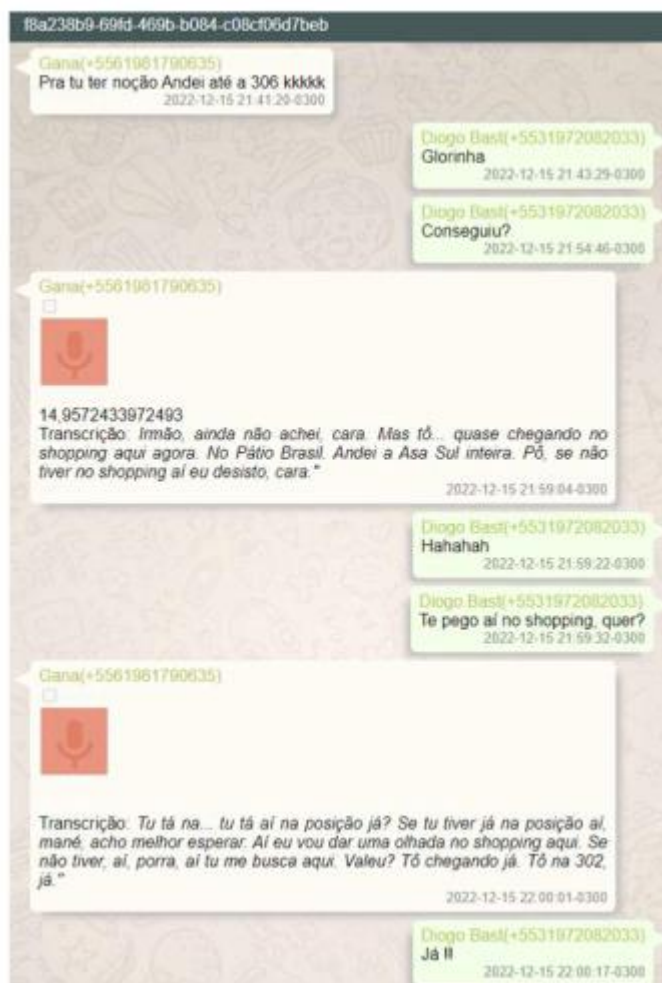 f8a238b9-69fd-469b-b084-c08cf06d7beb
Gana(+5561981790635)
Pra tu ter noção Andei até a 306 kkkkk
2022-12-15 21:41:20-0300
Diogo Bast(+5531972082033)
Glorinha
2022-12-15 21:43:29-0300
Diogo Bast(+5531972082033)
Conseguiu?
2022-12-15 21:54:46-0300
Gana(+5561981790635)
14,9572433972493
Transcrição: Irmão, ainda não achei, cara. Mas tô... quase chegando no
shopping aqui agora. No Pátio Brasil. Andei a Asa Sul inteira. Pô, se não
tiver no shopping aí eu desisto, cara."
2022-12-15 21:59:04-0300
Diogo Bast(+5531972082033)
Hahahah
2022-12-15 21:59:22-0300
Diogo Bast(+5531972082033)
Te pego aí no shopping, quer?
2022-12-15 21:59:32-0300
Gana(+5561981790635)
Transcrição: Tu tá na... tu tá aí na posição já? Se tu tiver já na posição aí,
mané, acho melhor esperar. Aí eu vou dar uma olhada no shopping aqui. Se
não tiver, aí, porra, aí tu me busca aqui. Valeu? Tô chegando já. Tô na 302,
já."
2022-12-15 22:00:01-0300
Diogo Bast(+5531972082033)
Já II
2022-12-15 22:00:17-0300